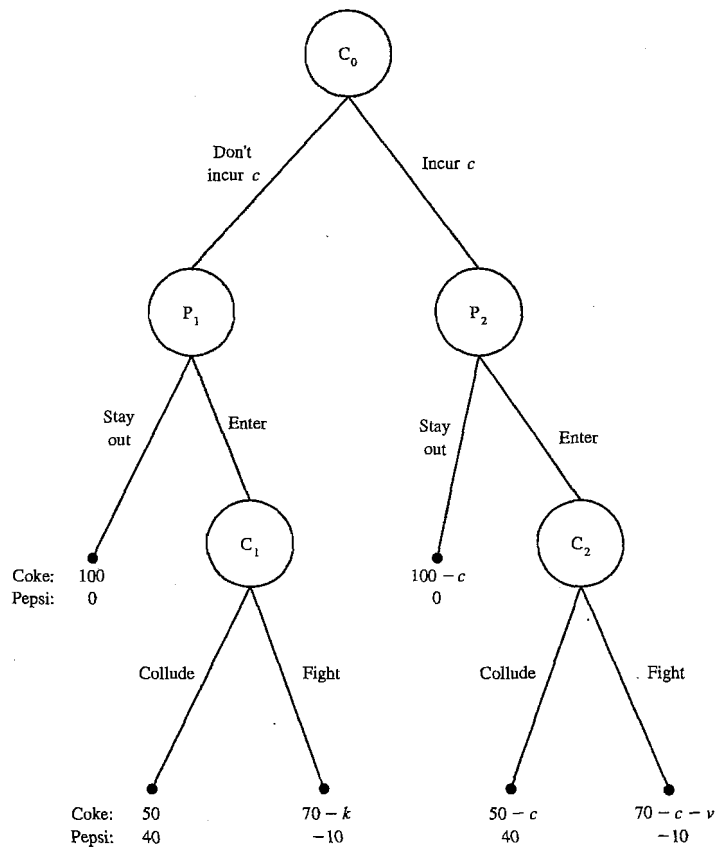 C0
Don't
incur c
Incur c
P1
P2
Stay
out
Enter
Stay
out
Enter
C1
C2
Coke: 100
Pepsi: 0
100 – c
0
Collude
Fight
Collude
Fight
Coke: 50 70 – k 50 – c 70 – c – v
Pepsi: 40 –10 40 –10